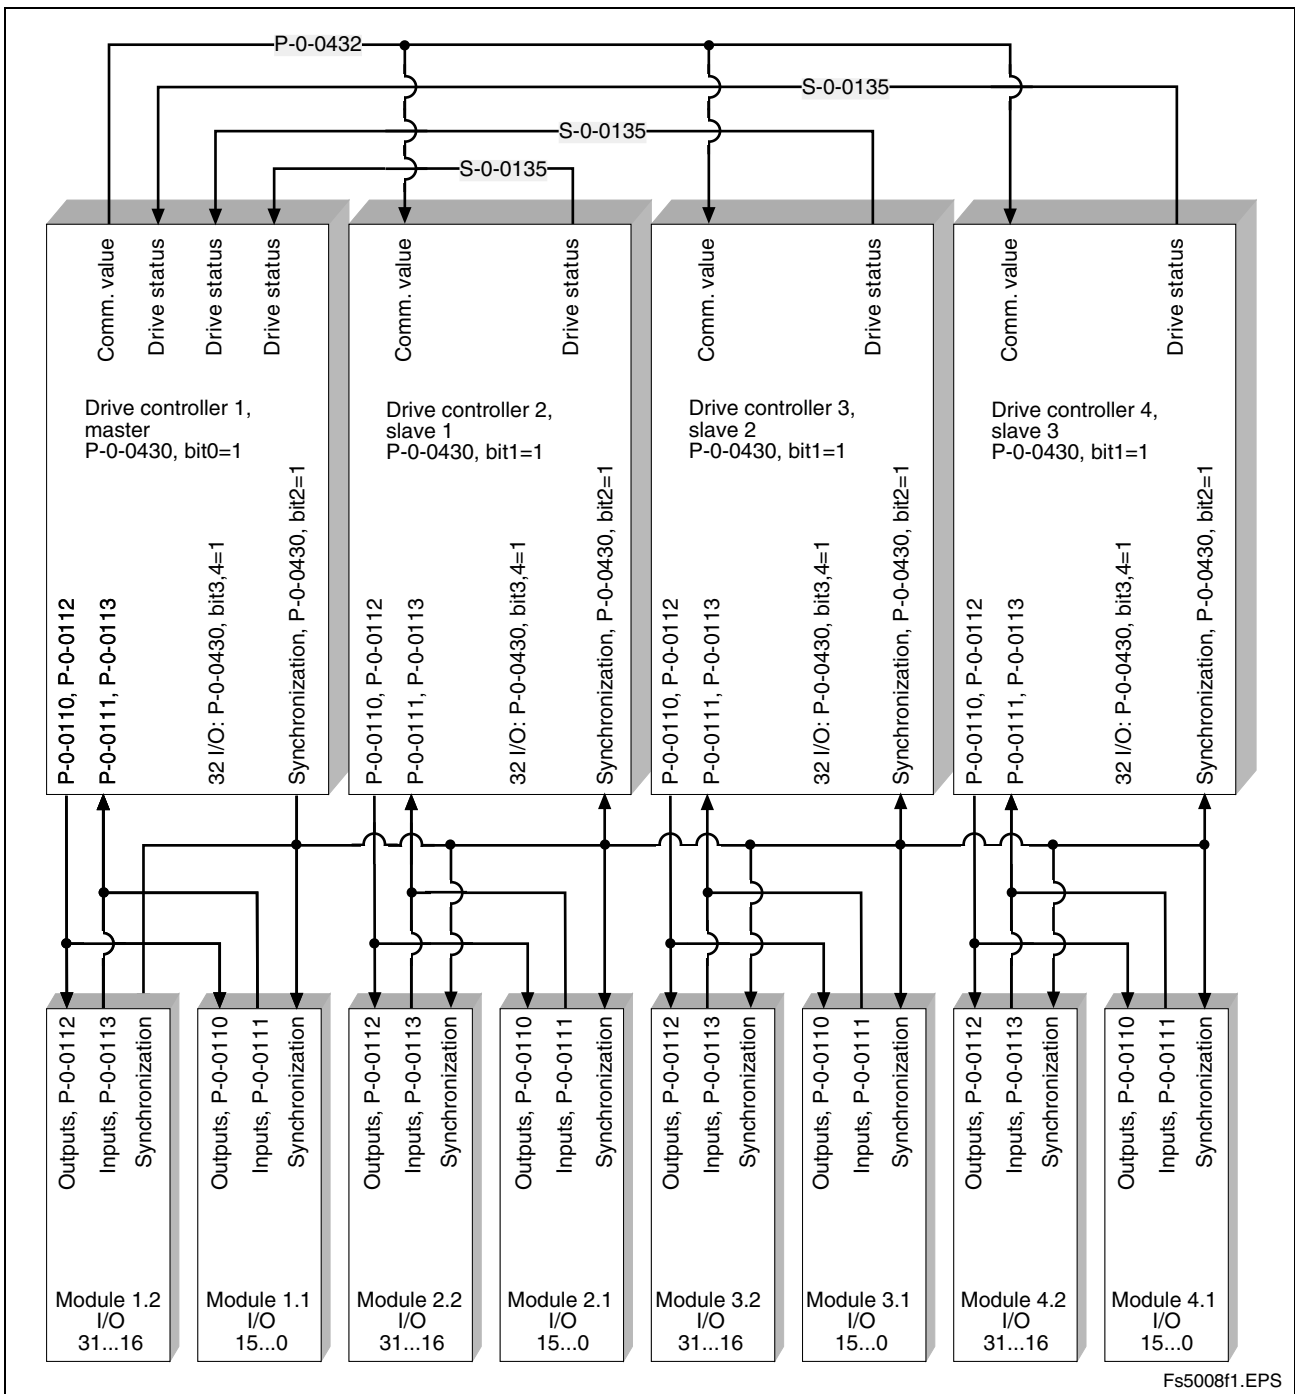 P-0-0432
S-0-0135
S-0-0135
S-0-0135
Comm. value
Drive status
Drive status
Drive status
Drive controller 1,
master
P-0-0430, bit0=1
P-0-0110, P-0-0112
P-0-0111, P-0-0113
32 I/O: P-0-0430, bit3,4=1
Synchronization, P-0-0430, bit2=1
Comm. value
Drive status
Drive controller 2,
slave 1
P-0-0430, bit1=1
P-0-0110, P-0-0112
P-0-0111, P-0-0113
32 I/O: P-0-0430, bit3,4=1
Synchronization, P-0-0430, bit2=1
Comm. value
Drive status
Drive controller 3,
slave 2
P-0-0430, bit1=1
P-0-0110, P-0-0112
P-0-0111, P-0-0113
32 I/O: P-0-0430, bit3,4=1
Synchronization, P-0-0430, bit2=1
Comm. value
Drive status
Drive controller 4,
slave 3
P-0-0430, bit1=1
P-0-0110, P-0-0112
P-0-0111, P-0-0113
32 I/O: P-0-0430, bit3,4=1
Synchronization, P-0-0430, bit2=1
Outputs, P-0-0112
Inputs, P-0-0113
Synchronization
Module 1.2
I/O
31...16
Outputs, P-0-0110
Inputs, P-0-0111
Synchronization
Module 1.1
I/O
15...0
Outputs, P-0-0112
Inputs, P-0-0113
Synchronization
Module 2.2
I/O
31...16
Outputs, P-0-0110
Inputs, P-0-0111
Synchronization
Module 2.1
I/O
15...0
Outputs, P-0-0112
Inputs, P-0-0113
Synchronization
Module 3.2
I/O
31...16
Outputs, P-0-0110
Inputs, P-0-0111
Synchronization
Module 3.1
I/O
15...0
Outputs, P-0-0112
Inputs, P-0-0113
Synchronization
Module 4.2
I/O
31...16
Outputs, P-0-0110
Inputs, P-0-0111
Synchronization
Module 4.1
I/O
15...0
Fs5008f1.EPS